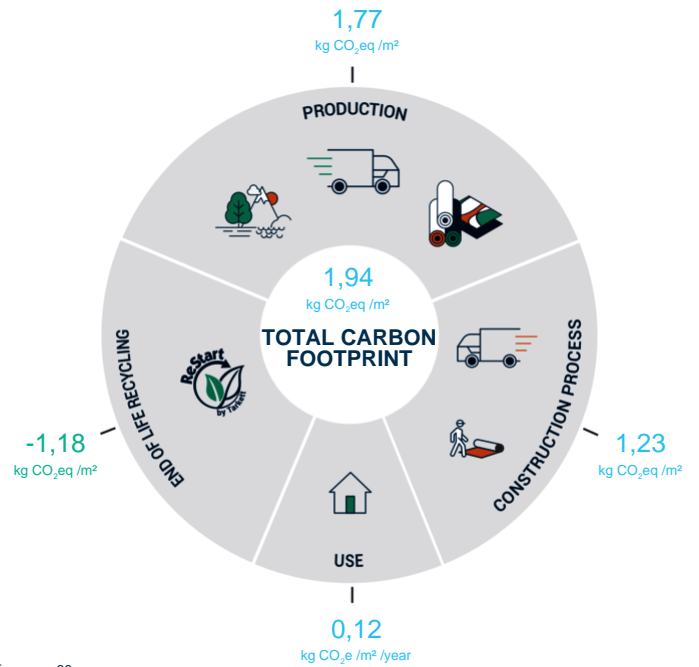 1,77
kg CO₂eq /m²
PRODUCTION
1,94
kg CO₂eq /m²
TOTAL CARBON
FOOTPRINT
END OF LIFE RECYCLING
ReStart
by Tarkett
CONSTRUCTION PROCESS
-1,18
kg CO₂eq /m²
1,23
kg CO₂eq /m²
USE
0,12
kg CO₂e /m² /year